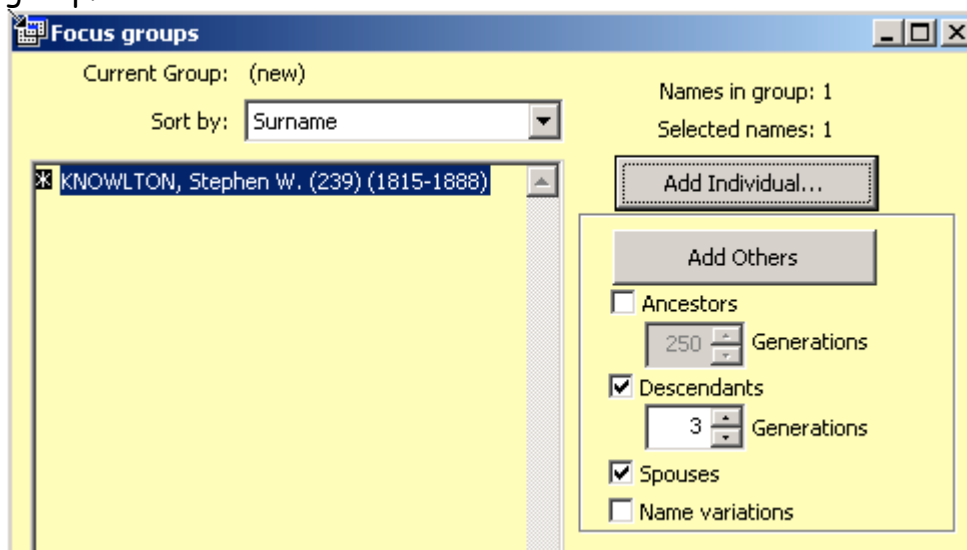 Focus groups
Current Group: (new)
Sort by: Surname
Names in group: 1
Selected names: 1
* KNOWLTON, Stephen W. (239) (1815-1888)
Add Individual...
Add Others
Ancestors
250 Generations
Descendants
3 Generations
Spouses
Name variations